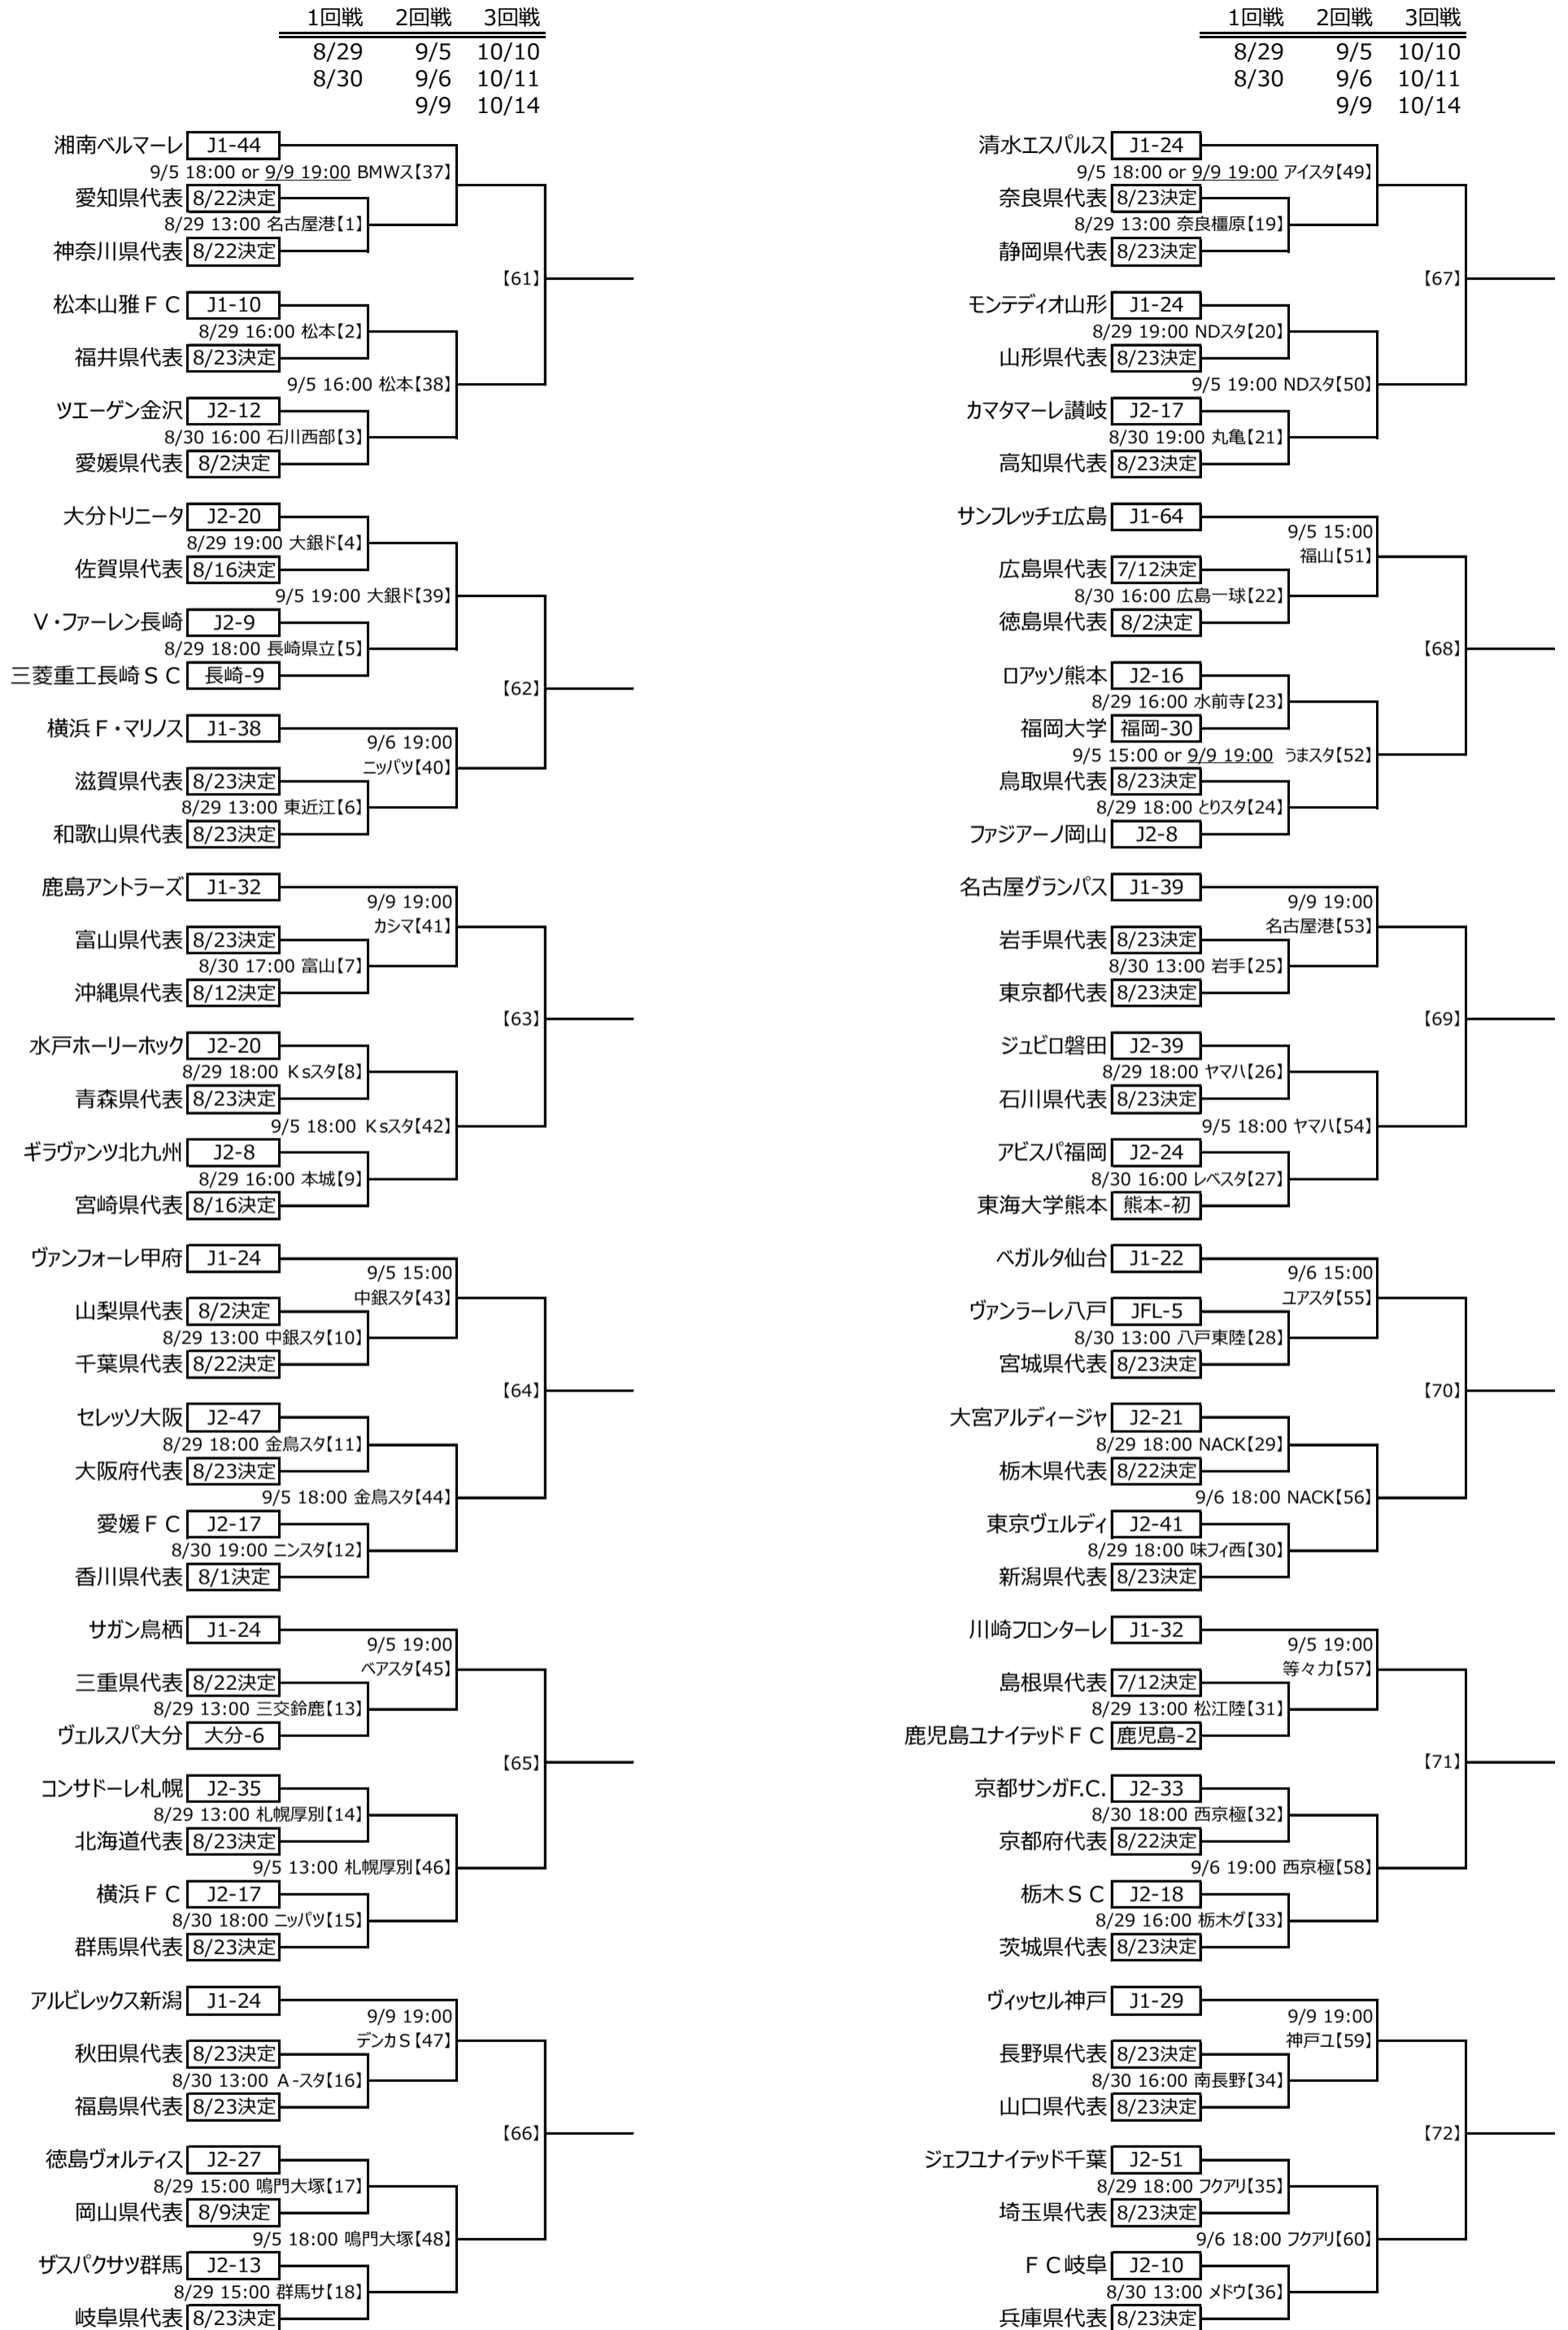 1回戦 2回戦 3回戦
8/29 9/5 10/10
8/30 9/6 10/11
9/9 10/14
湘南ベルマーレ J1-44
9/5 18:00 or 9/9 19:00 BMWス【37】
愛知県代表 8/22決定
8/29 13:00 名古屋港【1】
神奈川県代表 8/22決定
【61】
松本山雅ＦＣ J1-10
8/29 16:00 松本【2】
福井県代表 8/23決定
9/5 16:00 松本【38】
ツエーゲン金沢 J2-12
8/30 16:00 石川西部【3】
愛媛県代表 8/2決定
大分トリニータ J2-20
8/29 19:00 大銀ド【4】
佐賀県代表 8/16決定
9/5 19:00 大銀ド【39】
Ｖ・ファーレン長崎 J2-9
8/29 18:00 長崎県立【5】
三菱重工長崎ＳＣ 長崎-9
【62】
横浜Ｆ・マリノス J1-38
9/6 19:00
ニッパツ【40】
滋賀県代表 8/23決定
8/29 13:00 東近江【6】
和歌山県代表 8/23決定
鹿島アントラーズ J1-32
9/9 19:00
カシマ【41】
富山県代表 8/23決定
8/30 17:00 富山【7】
沖縄県代表 8/12決定
【63】
水戸ホーリーホック J2-20
8/29 18:00 Ｋsスタ【8】
青森県代表 8/23決定
9/5 18:00 Ｋsスタ【42】
ギラヴァンツ北九州 J2-8
8/29 16:00 本城【9】
宮崎県代表 8/16決定
ヴァンフォーレ甲府 J1-24
9/5 15:00
中銀スタ【43】
山梨県代表 8/2決定
8/29 13:00 中銀スタ【10】
千葉県代表 8/22決定
【64】
セレッソ大阪 J2-47
8/29 18:00 金鳥スタ【11】
大阪府代表 8/23決定
9/5 18:00 金鳥スタ【44】
愛媛ＦＣ J2-17
8/30 19:00 ニンスタ【12】
香川県代表 8/1決定
サガン鳥栖 J1-24
9/5 19:00
ベアスタ【45】
三重県代表 8/22決定
8/29 13:00 三交鈴鹿【13】
ヴェルスパ大分 大分-6
【65】
コンサドーレ札幌 J2-35
8/29 13:00 札幌厚別【14】
北海道代表 8/23決定
9/5 13:00 札幌厚別【46】
横浜ＦＣ J2-17
8/30 18:00 ニッパツ【15】
群馬県代表 8/23決定
アルビレックス新潟 J1-24
9/9 19:00
デンカＳ【47】
秋田県代表 8/23決定
8/30 13:00 Ａ-スタ【16】
福島県代表 8/23決定
【66】
徳島ヴォルティス J2-27
8/29 15:00 鳴門大塚【17】
岡山県代表 8/9決定
9/5 18:00 鳴門大塚【48】
ザスパクサツ群馬 J2-13
8/29 15:00 群馬サ【18】
岐阜県代表 8/23決定
1回戦 2回戦 3回戦
8/29 9/5 10/10
8/30 9/6 10/11
9/9 10/14
清水エスパルス J1-24
9/5 18:00 or 9/9 19:00 アイスタ【49】
奈良県代表 8/23決定
8/29 13:00 奈良橿原【19】
静岡県代表 8/23決定
【67】
モンテディオ山形 J1-24
8/29 19:00 NDスタ【20】
山形県代表 8/23決定
9/5 19:00 NDスタ【50】
カマタマーレ讃岐 J2-17
8/30 19:00 丸亀【21】
高知県代表 8/23決定
サンフレッチェ広島 J1-64
9/5 15:00
福山【51】
広島県代表 7/12決定
8/30 16:00 広島一球【22】
徳島県代表 8/2決定
【68】
ロアッソ熊本 J2-16
8/29 16:00 水前寺【23】
福岡大学 福岡-30
9/5 15:00 or 9/9 19:00 うまスタ【52】
鳥取県代表 8/23決定
8/29 18:00 とりスタ【24】
ファジアーノ岡山 J2-8
名古屋グランパス J1-39
9/9 19:00
名古屋港【53】
岩手県代表 8/23決定
8/30 13:00 岩手【25】
東京都代表 8/23決定
【69】
ジュビロ磐田 J2-39
8/29 18:00 ヤマハ【26】
石川県代表 8/23決定
9/5 18:00 ヤマハ【54】
アビスパ福岡 J2-24
8/30 16:00 レベスタ【27】
東海大学熊本 熊本-初
ベガルタ仙台 J1-22
9/6 15:00
ユアスタ【55】
ヴァンラーレ八戸 JFL-5
8/30 13:00 八戸東陸【28】
宮城県代表 8/23決定
【70】
大宮アルディージャ J2-21
8/29 18:00 NACK【29】
栃木県代表 8/22決定
9/6 18:00 NACK【56】
東京ヴェルディ J2-41
8/29 18:00 味フィ西【30】
新潟県代表 8/23決定
川崎フロンターレ J1-32
9/5 19:00
等々力【57】
島根県代表 7/12決定
8/29 13:00 松江陸【31】
鹿児島ユナイテッドＦＣ 鹿児島-2
【71】
京都サンガF.C. J2-33
8/30 18:00 西京極【32】
京都府代表 8/22決定
9/6 19:00 西京極【58】
栃木ＳＣ J2-18
8/29 16:00 栃木グ【33】
茨城県代表 8/23決定
ヴィッセル神戸 J1-29
9/9 19:00
神戸ユ【59】
長野県代表 8/23決定
8/30 16:00 南長野【34】
山口県代表 8/23決定
【72】
ジェフユナイテッド千葉 J2-51
8/29 18:00 フクアリ【35】
埼玉県代表 8/23決定
9/6 18:00 フクアリ【60】
ＦＣ岐阜 J2-10
8/30 13:00 メドウ【36】
兵庫県代表 8/23決定